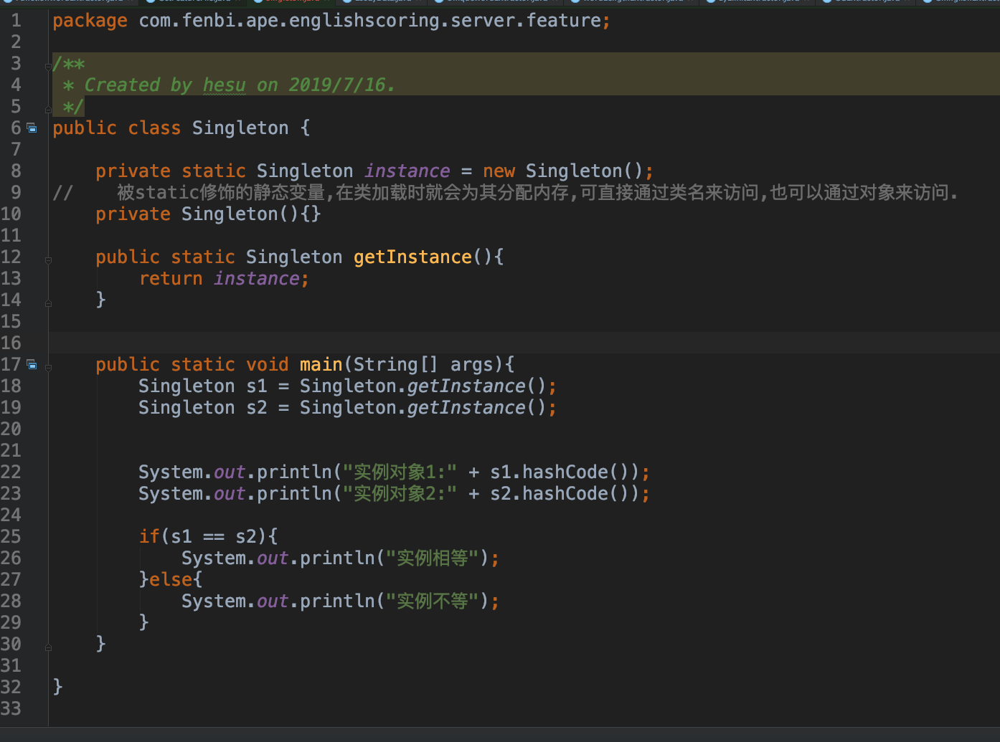 1 package com.fenbi.ape.englishscoring.server.feature;
2
3 /**
4  * Created by hesu on 2019/7/16.
5  */
6 public class Singleton {
7
8     private static Singleton instance = new Singleton();
9 //    被static修饰的静态变量,在类加载时就会为其分配内存,可直接通过类名来访问,也可以通过对象来访问.
10     private Singleton(){}
11
12     public static Singleton getInstance(){
13         return instance;
14     }
15
16
17     public static void main(String[] args){
18         Singleton s1 = Singleton.getInstance();
19         Singleton s2 = Singleton.getInstance();
20
21
22         System.out.println("实例对象1:" + s1.hashCode());
23         System.out.println("实例对象2:" + s2.hashCode());
24
25         if(s1 == s2){
26             System.out.println("实例相等");
27         }else{
28             System.out.println("实例不等");
29         }
30     }
31
32 }
33